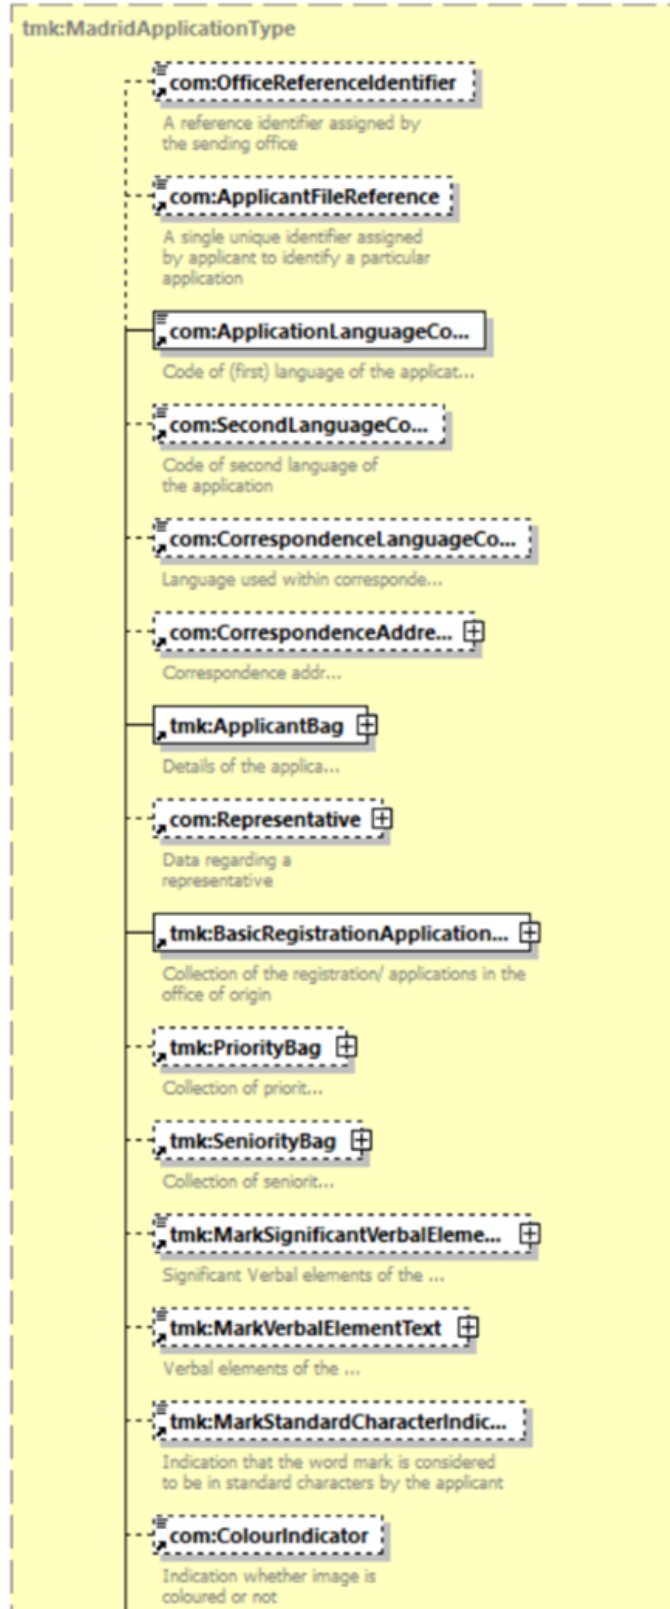 tmk:MadridApplicationType
com:OfficeReferenceIdentifier
A reference identifier assigned by
the sending office
com:ApplicantFileReference
A single unique identifier assigned
by applicant to identify a particular
application
com:ApplicationLanguageCo...
Code of (first) language of the applicat...
com:SecondLanguageCo...
Code of second language of
the application
com:CorrespondenceLanguageCo...
Language used within corresponde...
com:CorrespondenceAddre...
Correspondence addr...
tmk:ApplicantBag
Details of the applica...
com:Representative
Data regarding a
representative
tmk:BasicRegistrationApplication...
Collection of the registration/ applications in the
office of origin
tmk:PriorityBag
Collection of priorit...
tmk:SeniorityBag
Collection of seniorit...
tmk:MarkSignificantVerbalEleme...
Significant Verbal elements of the ...
tmk:MarkVerbalElementText
Verbal elements of the ...
tmk:MarkStandardCharacterIndic...
Indication that the word mark is considered
to be in standard characters by the applicant
com:ColourIndicator
Indication whether image is
coloured or not